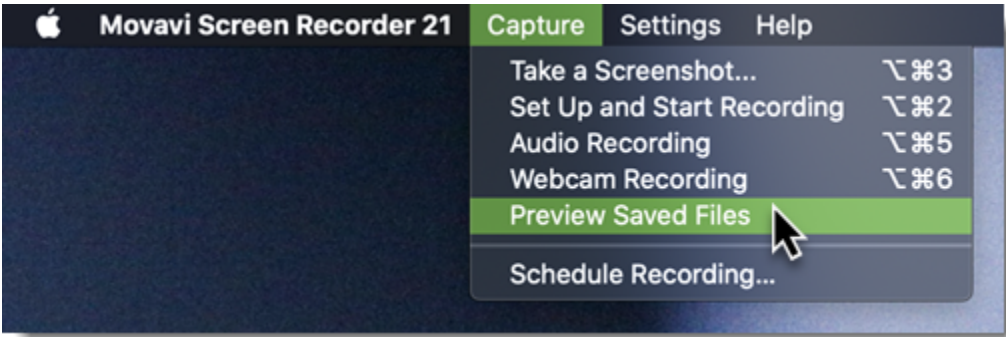 Movavi Screen Recorder 21 Capture Settings Help
Take a Screenshot... ⌥⌘3
Set Up and Start Recording ⌥⌘2
Audio Recording ⌥⌘5
Webcam Recording ⌥⌘6
Preview Saved Files
Schedule Recording...